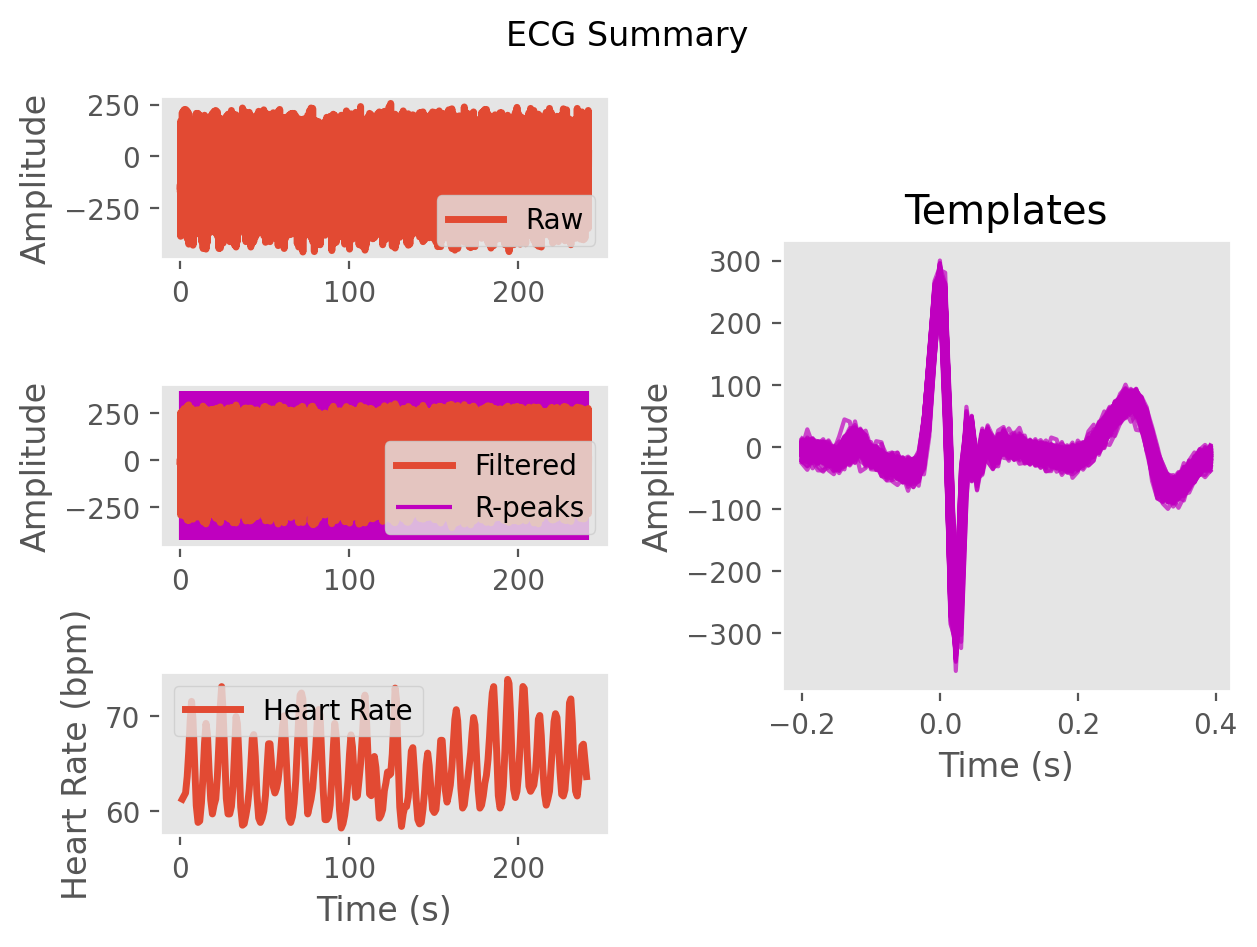 ECG Summary
Amplitude
250
0
−250
Raw
0 100 200
Amplitude
250
0
−250
Filtered
R-peaks
0 100 200
Heart Rate (bpm)
70
60
Heart Rate
0 100 200
Time (s)
Templates
Amplitude
300
200
100
0
−100
−200
−300
−0.2 0.0 0.2 0.4
Time (s)